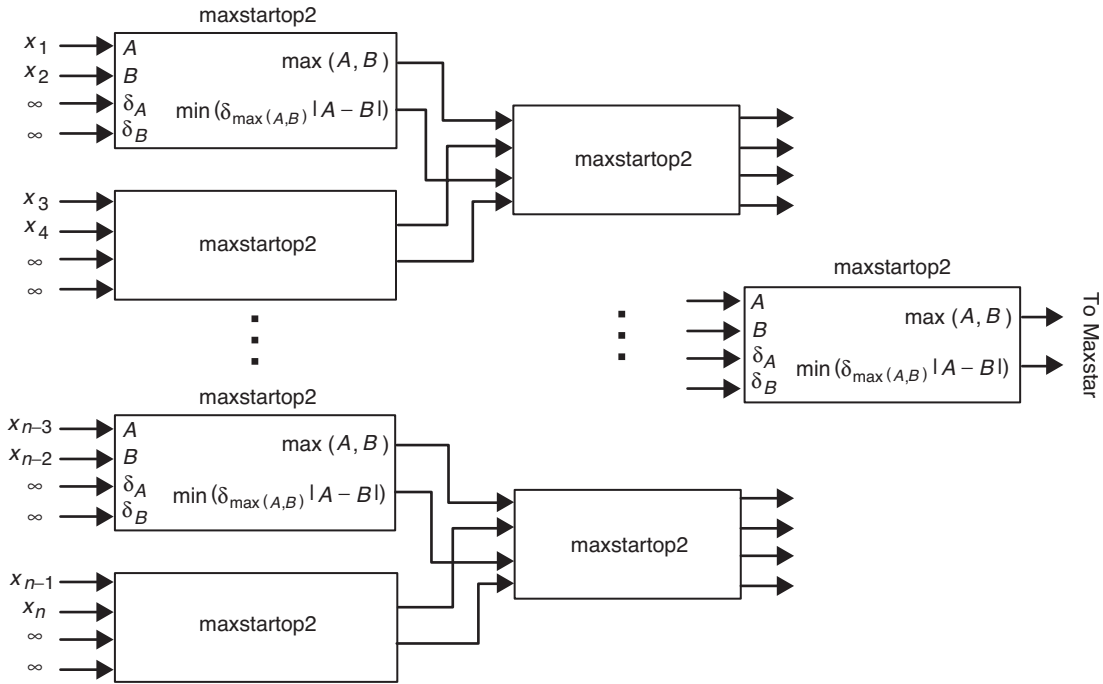 maxstartop2
x1
A
x2
B
max (A, B)
∞
δA
min (δmax(A,B) |A – B|)
∞
δB
maxstartop2
x3
x4
∞
∞
maxstartop2
maxstartop2
A
B
max (A, B)
δA
min (δmax(A,B) |A – B|)
δB
To Maxstar
maxstartop2
xn–3
A
xn–2
B
max (A, B)
∞
δA
min (δmax(A,B) |A – B|)
∞
δB
maxstartop2
xn–1
xn
∞
∞
maxstartop2